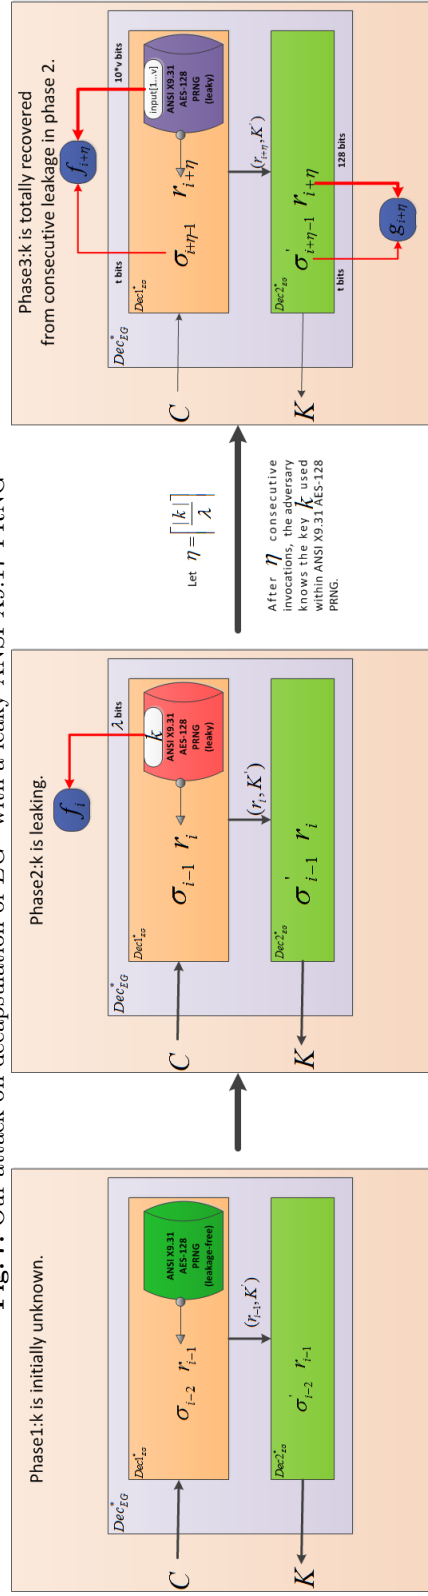 Fig. 7. Our attack on decapsulation of EG* with a leaky ANSI X9.17 PRNG
Phase1:k is initially unknown.
Dec*EG
Dec1*EG
σi−2 ri−1
ANSI X9.31
AES-128
PRNG
(leakage-free)
C
(ri−1, K')
Dec2*EG
σ'i−2 ri−1
K
Phase2:k is leaking.
fi
λ bits
Dec*EG
Dec1*EG
σi−1 ri
k
ANSI X9.31
AES-128
PRNG
(leaky)
C
(ri, K')
Dec2*EG
σ'i−1 ri
K
Let η = ⌈|k|/λ⌉
After η consecutive
invocations, the adversary
knows the key k used
within ANSI X9.31 AES-128
PRNG.
Phase3:k is totally recovered
from consecutive leakage in phase 2.
fi+η
t bits
10*v bits
Dec*EG
Dec1*EG
σi+η−1 ri+η
input[1...v]
ANSI X9.31
AES-128
PRNG
(leaky)
C
(ri+η, K')
Dec2*EG
σ'i+η−1 ri+η
K
t bits
128 bits
gi+η